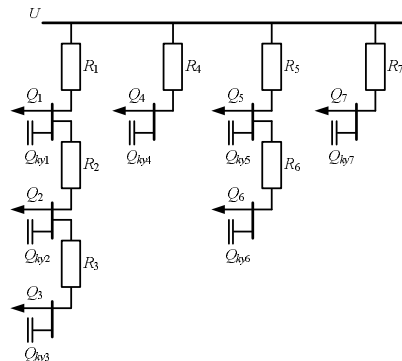 U
R1 R4 R5 R7
Q1 Q4 Q5 Q7
Qky1 Qky4 Qky5 Qky7
R2 R6
Q2 Q6
Qky2 Qky6
R3
Q3
Qky3